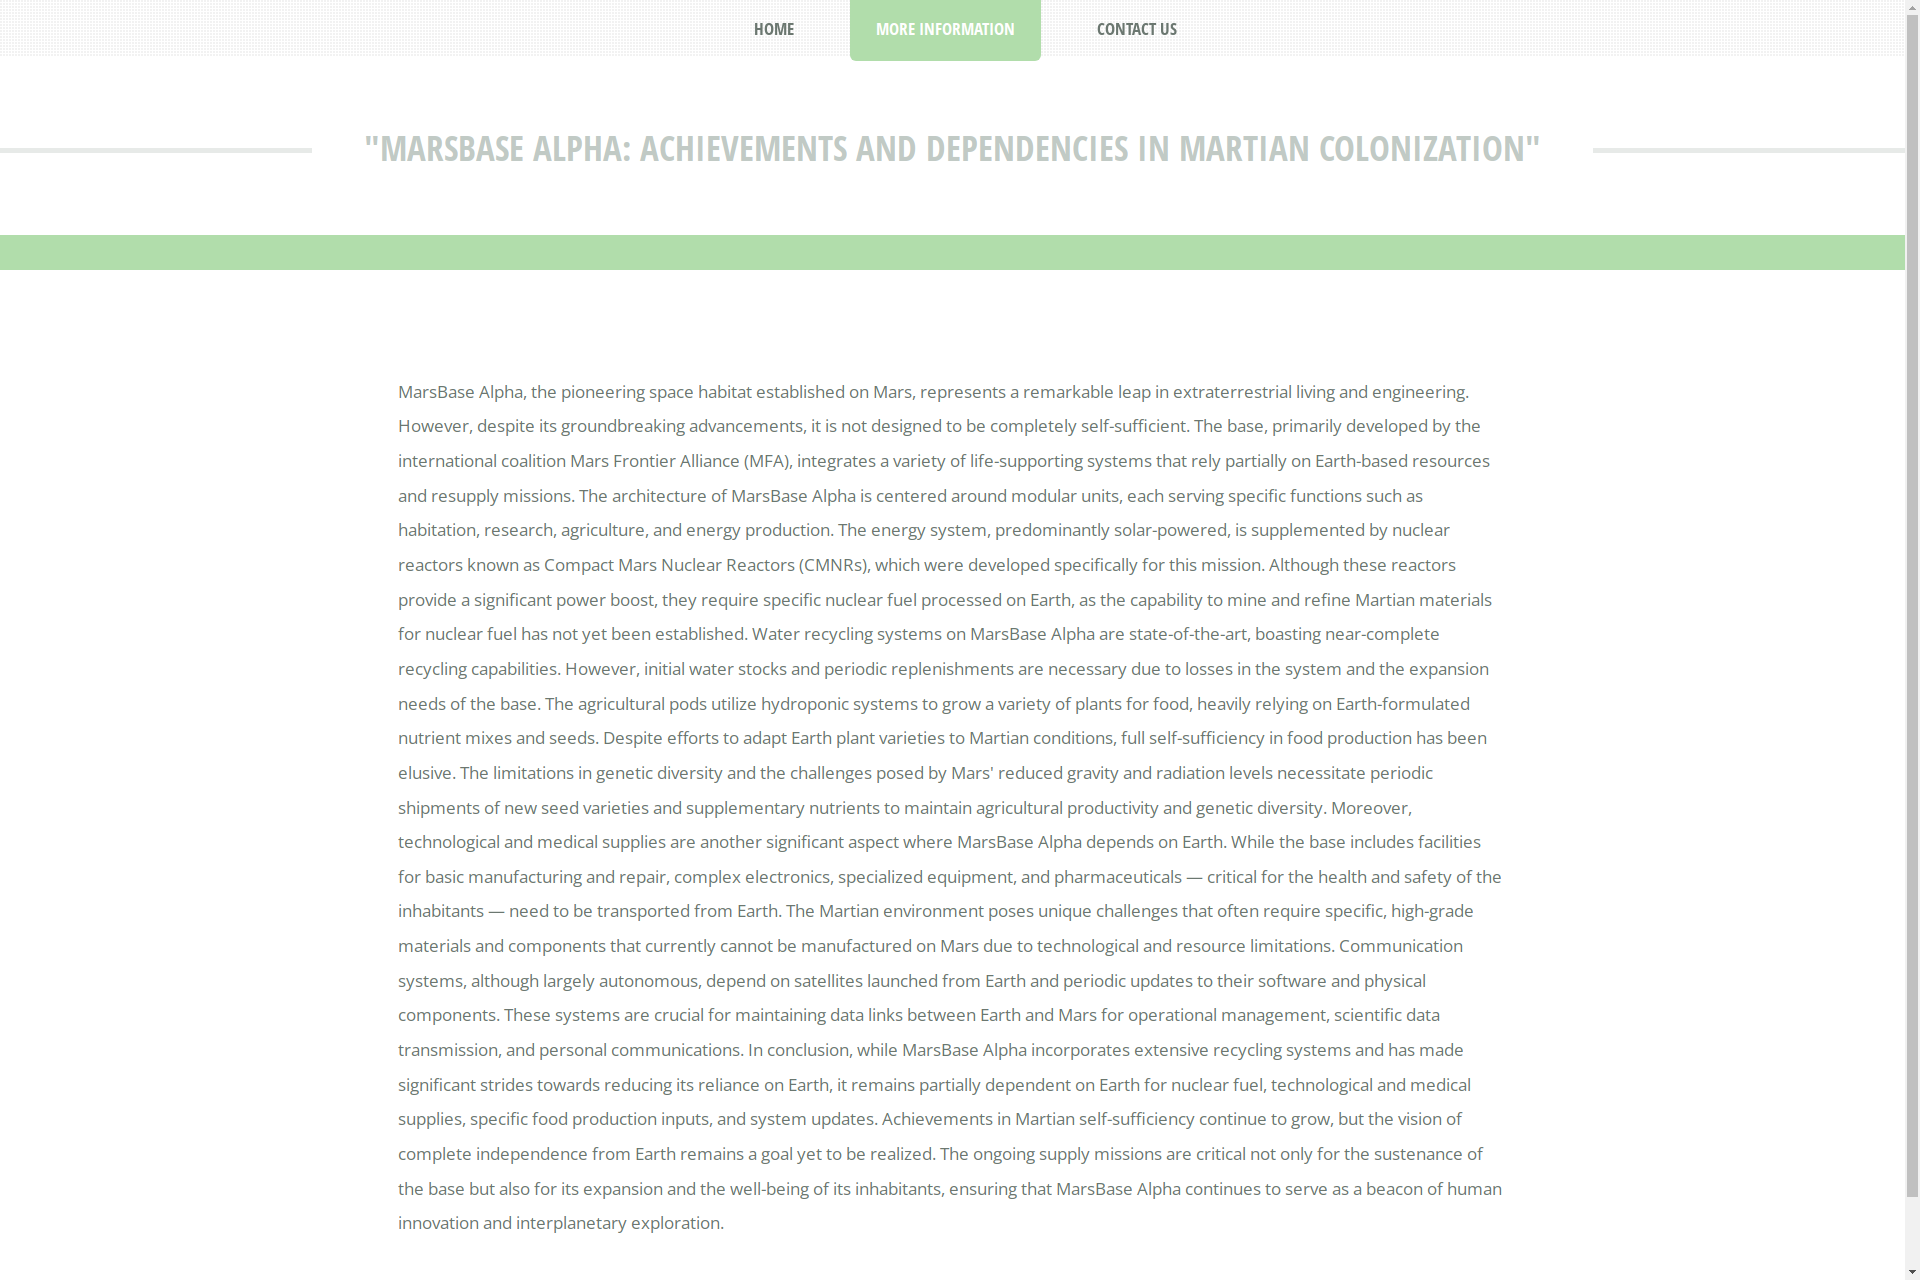 HOME
MORE INFORMATION
CONTACT US
"MARSBASE ALPHA: ACHIEVEMENTS AND DEPENDENCIES IN MARTIAN COLONIZATION"
MarsBase Alpha, the pioneering space habitat established on Mars, represents a remarkable leap in extraterrestrial living and engineering.
However, despite its groundbreaking advancements, it is not designed to be completely self-sufficient. The base, primarily developed by the
international coalition Mars Frontier Alliance (MFA), integrates a variety of life-supporting systems that rely partially on Earth-based resources
and resupply missions. The architecture of MarsBase Alpha is centered around modular units, each serving specific functions such as
habitation, research, agriculture, and energy production. The energy system, predominantly solar-powered, is supplemented by nuclear
reactors known as Compact Mars Nuclear Reactors (CMNRs), which were developed specifically for this mission. Although these reactors
provide a significant power boost, they require specific nuclear fuel processed on Earth, as the capability to mine and refine Martian materials
for nuclear fuel has not yet been established. Water recycling systems on MarsBase Alpha are state-of-the-art, boasting near-complete
recycling capabilities. However, initial water stocks and periodic replenishments are necessary due to losses in the system and the expansion
needs of the base. The agricultural pods utilize hydroponic systems to grow a variety of plants for food, heavily relying on Earth-formulated
nutrient mixes and seeds. Despite efforts to adapt Earth plant varieties to Martian conditions, full self-sufficiency in food production has been
elusive. The limitations in genetic diversity and the challenges posed by Mars' reduced gravity and radiation levels necessitate periodic
shipments of new seed varieties and supplementary nutrients to maintain agricultural productivity and genetic diversity. Moreover,
technological and medical supplies are another significant aspect where MarsBase Alpha depends on Earth. While the base includes facilities
for basic manufacturing and repair, complex electronics, specialized equipment, and pharmaceuticals — critical for the health and safety of the
inhabitants — need to be transported from Earth. The Martian environment poses unique challenges that often require specific, high-grade
materials and components that currently cannot be manufactured on Mars due to technological and resource limitations. Communication
systems, although largely autonomous, depend on satellites launched from Earth and periodic updates to their software and physical
components. These systems are crucial for maintaining data links between Earth and Mars for operational management, scientific data
transmission, and personal communications. In conclusion, while MarsBase Alpha incorporates extensive recycling systems and has made
significant strides towards reducing its reliance on Earth, it remains partially dependent on Earth for nuclear fuel, technological and medical
supplies, specific food production inputs, and system updates. Achievements in Martian self-sufficiency continue to grow, but the vision of
complete independence from Earth remains a goal yet to be realized. The ongoing supply missions are critical not only for the sustenance of
the base but also for its expansion and the well-being of its inhabitants, ensuring that MarsBase Alpha continues to serve as a beacon of human
innovation and interplanetary exploration.